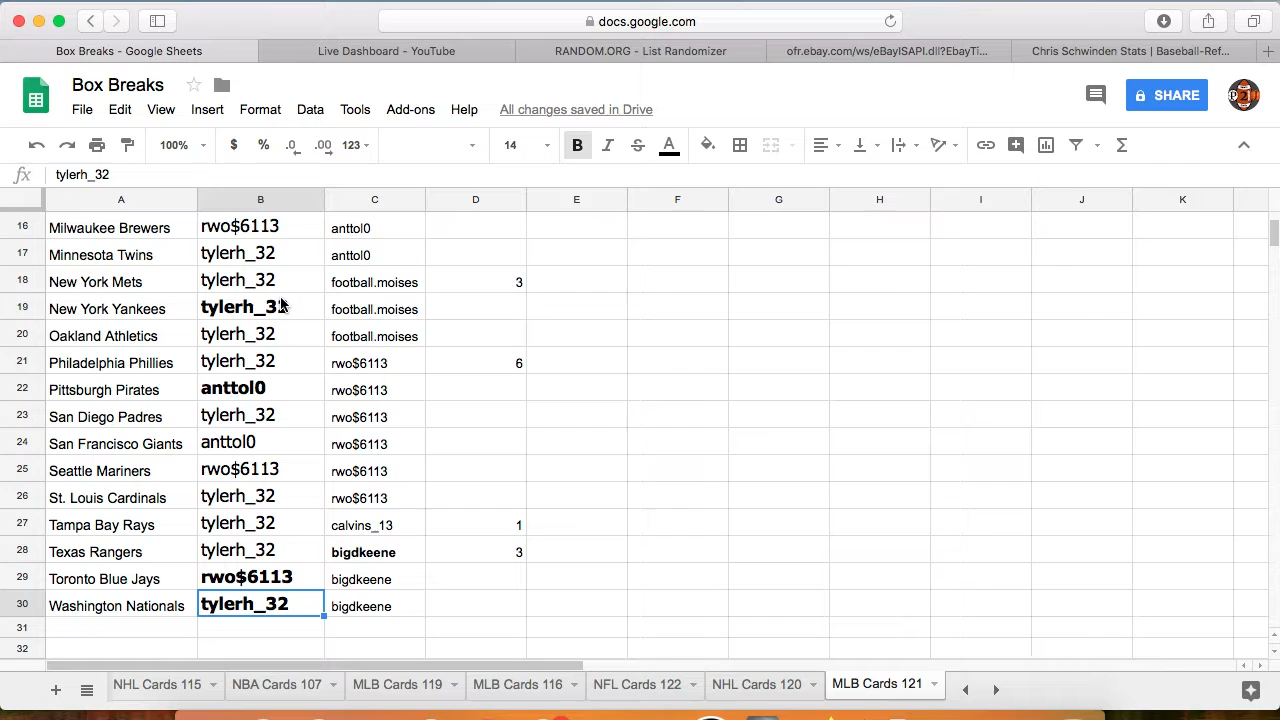 docs.google.com
Box Breaks - Google Sheets
Live Dashboard - YouTube
RANDOM.ORG - List Randomizer
ofr.ebay.com/ws/eBayISAPI.dll?EbayTi...
Chris Schwinden Stats | Baseball-Ref...
Box Breaks
File Edit View Insert Format Data Tools Add-ons Help All changes saved in Drive
SHARE
100% $ % .0 .00 123 14 B I S A Σ
fx tylerh_32
A B C D E F G H I J K
16 Milwaukee Brewers rwo$6113 anttol0
17 Minnesota Twins tylerh_32 anttol0
18 New York Mets tylerh_32 football.moises 3
19 New York Yankees tylerh_32 football.moises
20 Oakland Athletics tylerh_32 football.moises
21 Philadelphia Phillies tylerh_32 rwo$6113 6
22 Pittsburgh Pirates anttol0 rwo$6113
23 San Diego Padres tylerh_32 rwo$6113
24 San Francisco Giants anttol0 rwo$6113
25 Seattle Mariners rwo$6113 rwo$6113
26 St. Louis Cardinals tylerh_32 rwo$6113
27 Tampa Bay Rays tylerh_32 calvins_13 1
28 Texas Rangers tylerh_32 bigdkeene 3
29 Toronto Blue Jays rwo$6113 bigdkeene
30 Washington Nationals tylerh_32 bigdkeene
31
32
NHL Cards 115 NBA Cards 107 MLB Cards 119 MLB Cards 116 NFL Cards 122 NHL Cards 120 MLB Cards 121